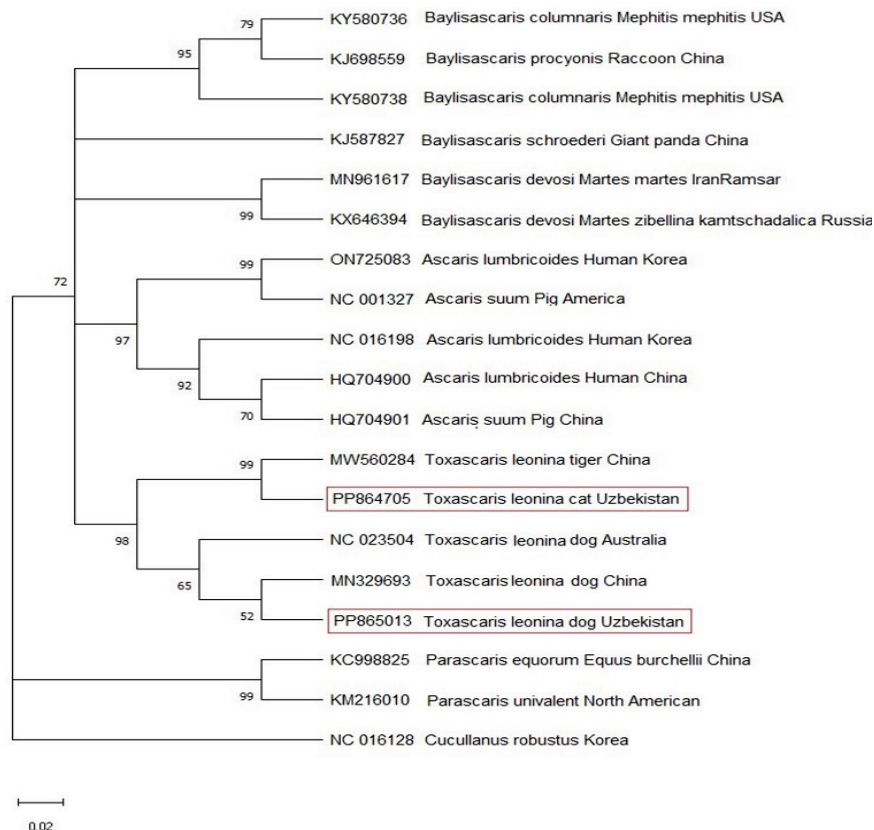 79
KY580736 Baylisascaris columnaris Mephitis mephitis USA
95
KJ698559 Baylisascaris procyonis Raccoon China
KY580738 Baylisascaris columnaris Mephitis mephitis USA
KJ587827 Baylisascaris schroederi Giant panda China
MN961617 Baylisascaris devosi Martes martes IranRamsar
99
KX646394 Baylisascaris devosi Martes zibellina kamtschadalica Russia
99
ON725083 Ascaris lumbricoides Human Korea
72
NC 001327 Ascaris suum Pig America
97
NC 016198 Ascaris lumbricoides Human Korea
92
HQ704900 Ascaris lumbricoides Human China
70
HQ704901 Ascaris suum Pig China
99
MW560284 Toxascaris leonina tiger China
PP864705 Toxascaris leonina cat Uzbekistan
98
NC 023504 Toxascaris leonina dog Australia
65
MN329693 Toxascaris leonina dog China
52
PP865013 Toxascaris leonina dog Uzbekistan
KC998825 Parascaris equorum Equus burchellii China
99
KM216010 Parascaris univalent North American
NC 016128 Cucullanus robustus Korea
0.02